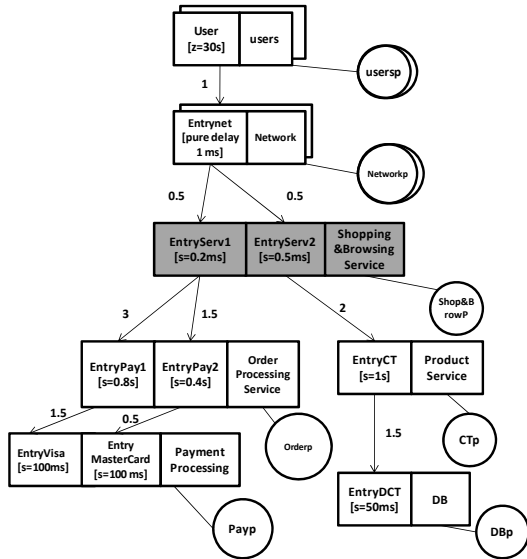 User
[z=30s]
users
usersp
1
Entrynet
[pure delay
1 ms]
Network
Networkp
0.5
0.5
EntryServ1
[s=0.2ms]
EntryServ2
[s=0.5ms]
Shopping
&Browsing
Service
Shop&B
rowP
3
1.5
2
EntryPay1
[s=0.8s]
EntryPay2
[s=0.4s]
Order
Processing
Service
EntryCT
[s=1s]
Product
Service
1.5
0.5
Orderp
CTp
1.5
EntryVisa
[s=100ms]
Entry
MasterCard
[s=100 ms]
Payment
Processing
EntryDCT
[s=50ms]
DB
Payp
DBp